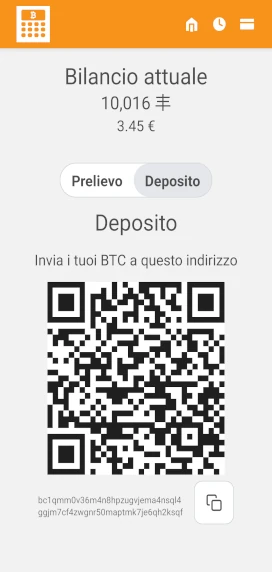 Bilancio attuale
10,016 丰
3.45 €
Prelievo Deposito
Deposito
Invia i tuoi BTC a questo indirizzo
bc1qmm0v36m4n8hpzugvjema4nsql4
ggjm7cf4zwgnr50maptmk7je6qh2ksqf